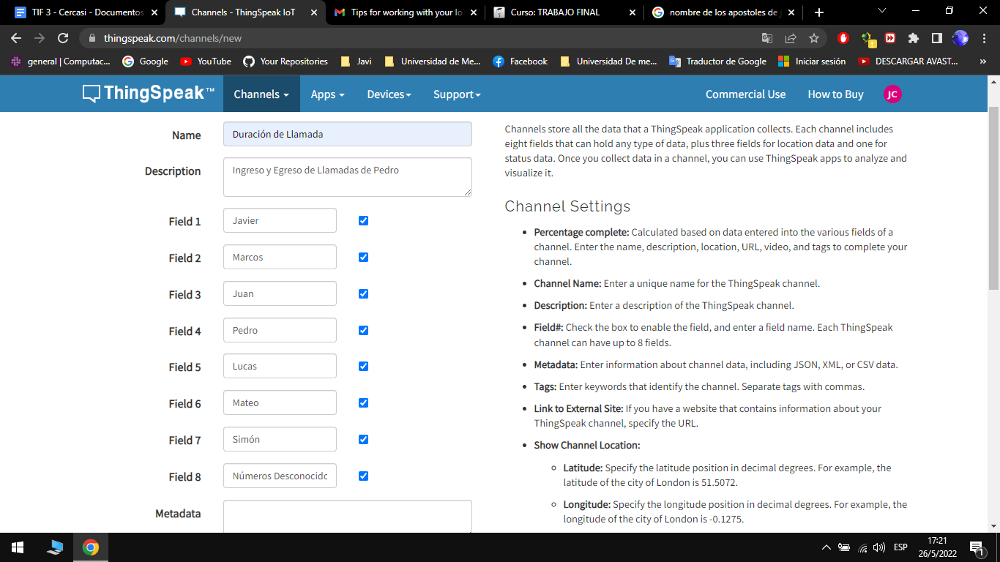 TIF 3 - Cercasi - Documentos
Channels - ThingSpeak IoT
Tips for working with your Io
Curso: TRABAJO FINAL
nombre de los apostoles de j
thingspeak.com/channels/new
general | Computac...
Google
YouTube
Your Repositories
Javi
Universidad de Me...
Facebook
Universidad De me...
Traductor de Google
Iniciar sesión
DESCARGAR AVAST...
»
ThingSpeak™
Channels
Apps
Devices
Support
Commercial Use
How to Buy
JC
Name
Duración de Llamada
Description
Ingreso y Egreso de Llamadas de Pedro
Field 1
Javier
Field 2
Marcos
Field 3
Juan
Field 4
Pedro
Field 5
Lucas
Field 6
Mateo
Field 7
Simón
Field 8
Números Desconocido
Metadata
Channels store all the data that a ThingSpeak application collects. Each channel includes
eight fields that can hold any type of data, plus three fields for location data and one for
status data. Once you collect data in a channel, you can use ThingSpeak apps to analyze and
visualize it.
Channel Settings
• Percentage complete: Calculated based on data entered into the various fields of a
channel. Enter the name, description, location, URL, video, and tags to complete your
channel.
• Channel Name: Enter a unique name for the ThingSpeak channel.
• Description: Enter a description of the ThingSpeak channel.
• Field#: Check the box to enable the field, and enter a field name. Each ThingSpeak
channel can have up to 8 fields.
• Metadata: Enter information about channel data, including JSON, XML, or CSV data.
• Tags: Enter keywords that identify the channel. Separate tags with commas.
• Link to External Site: If you have a website that contains information about your
ThingSpeak channel, specify the URL.
• Show Channel Location:
◦ Latitude: Specify the latitude position in decimal degrees. For example, the
latitude of the city of London is 51.5072.
◦ Longitude: Specify the longitude position in decimal degrees. For example, the
longitude of the city of London is -0.1275.
ESP
17:21
26/5/2022
1